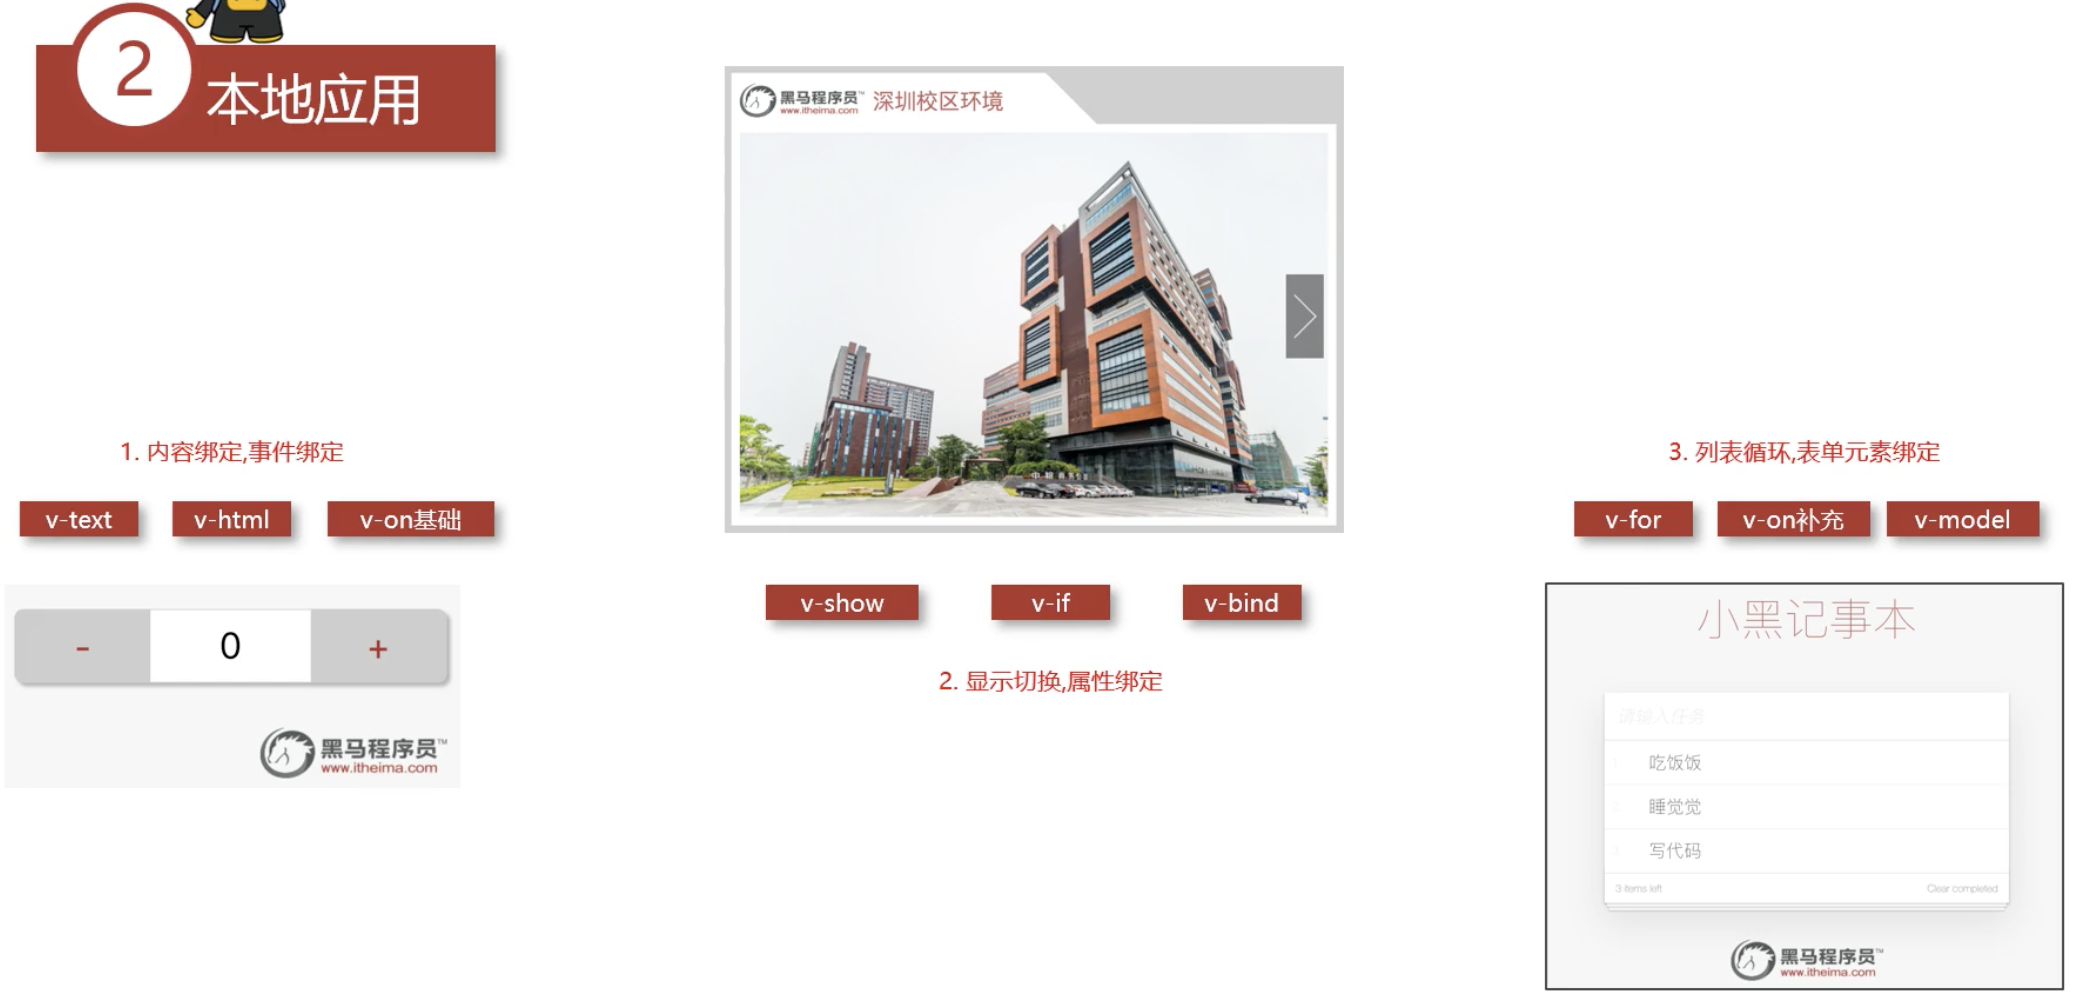 2
本地应用
1. 内容绑定,事件绑定
v-text
v-html
v-on基础
-
0
+
黑马程序员™
www.itheima.com
黑马程序员™
www.itheima.com
深圳校区环境
v-show
v-if
v-bind
2. 显示切换,属性绑定
3. 列表循环,表单元素绑定
v-for
v-on补充
v-model
小黑记事本
请输入任务
吃饭饭
睡觉觉
写代码
3 items left
Clear completed
黑马程序员™
www.itheima.com